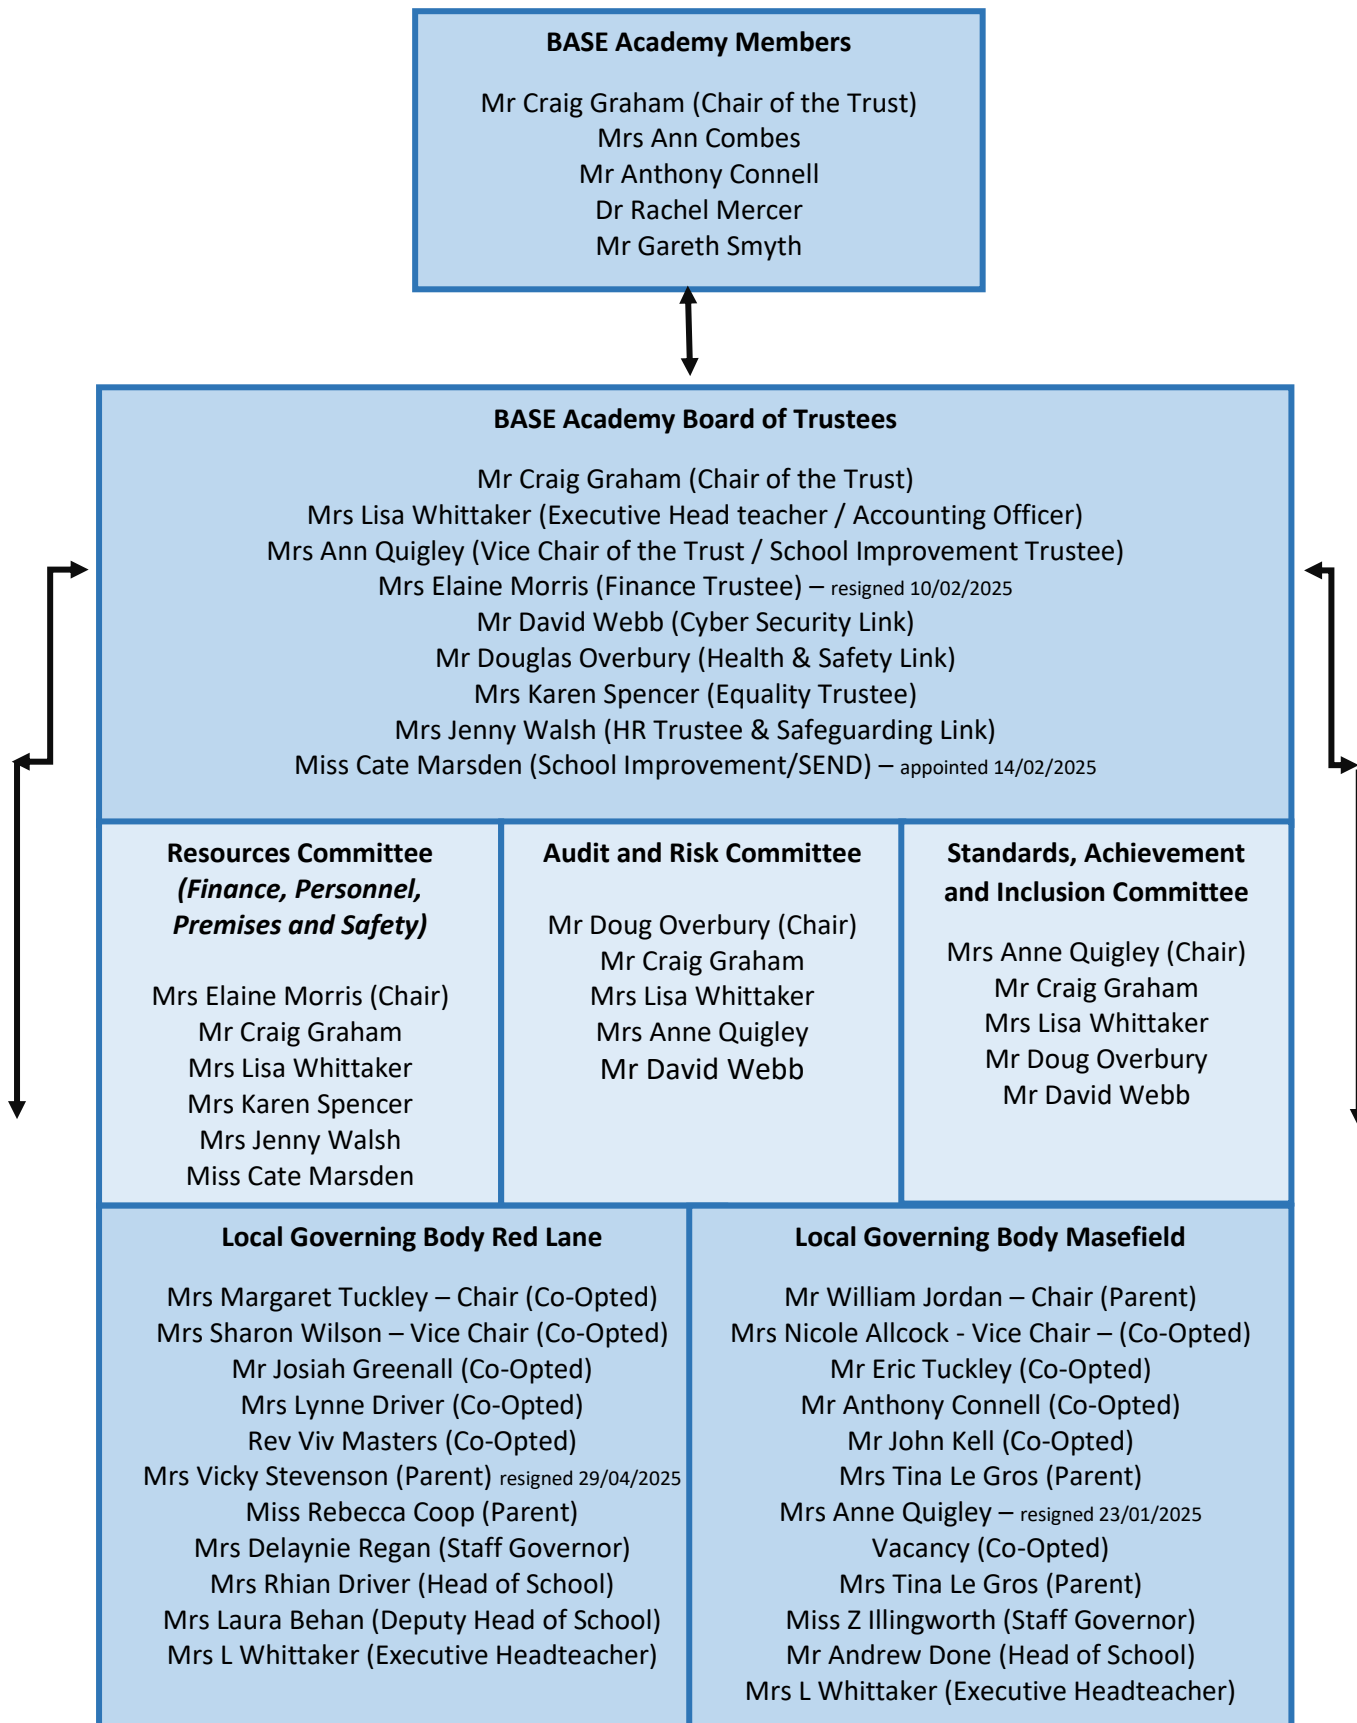 BASE Academy Members
Mr Craig Graham (Chair of the Trust)
Mrs Ann Combes
Mr Anthony Connell
Dr Rachel Mercer
Mr Gareth Smyth
BASE Academy Board of Trustees
Mr Craig Graham (Chair of the Trust)
Mrs Lisa Whittaker (Executive Head teacher / Accounting Officer)
Mrs Ann Quigley (Vice Chair of the Trust / School Improvement Trustee)
Mrs Elaine Morris (Finance Trustee) – resigned 10/02/2025
Mr David Webb (Cyber Security Link)
Mr Douglas Overbury (Health & Safety Link)
Mrs Karen Spencer (Equality Trustee)
Mrs Jenny Walsh (HR Trustee & Safeguarding Link)
Miss Cate Marsden (School Improvement/SEND) – appointed 14/02/2025
Resources Committee
(Finance, Personnel,
Premises and Safety)
Mrs Elaine Morris (Chair)
Mr Craig Graham
Mrs Lisa Whittaker
Mrs Karen Spencer
Mrs Jenny Walsh
Miss Cate Marsden
Audit and Risk Committee
Mr Doug Overbury (Chair)
Mr Craig Graham
Mrs Lisa Whittaker
Mrs Anne Quigley
Mr David Webb
Standards, Achievement
and Inclusion Committee
Mrs Anne Quigley (Chair)
Mr Craig Graham
Mrs Lisa Whittaker
Mr Doug Overbury
Mr David Webb
Local Governing Body Red Lane
Mrs Margaret Tuckley – Chair (Co-Opted)
Mrs Sharon Wilson – Vice Chair (Co-Opted)
Mr Josiah Greenall (Co-Opted)
Mrs Lynne Driver (Co-Opted)
Rev Viv Masters (Co-Opted)
Mrs Vicky Stevenson (Parent) resigned 29/04/2025
Miss Rebecca Coop (Parent)
Mrs Delaynie Regan (Staff Governor)
Mrs Rhian Driver (Head of School)
Mrs Laura Behan (Deputy Head of School)
Mrs L Whittaker (Executive Headteacher)
Local Governing Body Masefield
Mr William Jordan – Chair (Parent)
Mrs Nicole Allcock - Vice Chair – (Co-Opted)
Mr Eric Tuckley (Co-Opted)
Mr Anthony Connell (Co-Opted)
Mr John Kell (Co-Opted)
Mrs Tina Le Gros (Parent)
Mrs Anne Quigley – resigned 23/01/2025
Vacancy (Co-Opted)
Mrs Tina Le Gros (Parent)
Miss Z Illingworth (Staff Governor)
Mr Andrew Done (Head of School)
Mrs L Whittaker (Executive Headteacher)